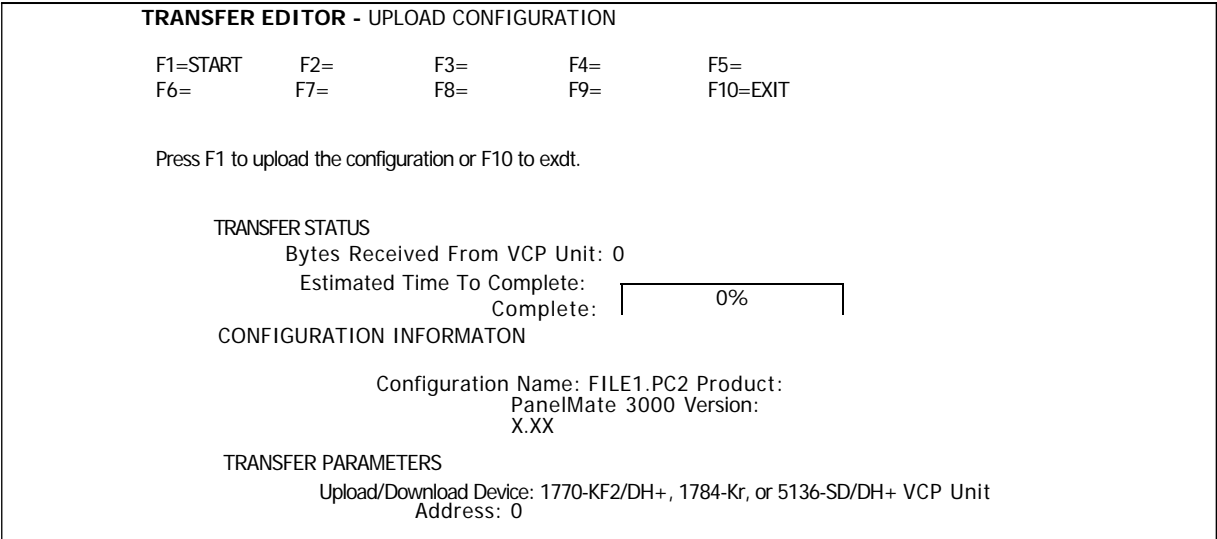 TRANSFER EDITOR - UPLOAD CONFIGURATION
F1=START F2= F3= F4= F5=
F6= F7= F8= F9= F10=EXIT
Press F1 to upload the configuration or F10 to exdt.
TRANSFER STATUS
Bytes Received From VCP Unit: 0
Estimated Time To Complete:
Complete: 0%
CONFIGURATION INFORMATON
Configuration Name: FILE1.PC2 Product:
PanelMate 3000 Version:
X.XX
TRANSFER PARAMETERS
Upload/Download Device: 1770-KF2/DH+, 1784-Kr, or 5136-SD/DH+ VCP Unit
Address: 0